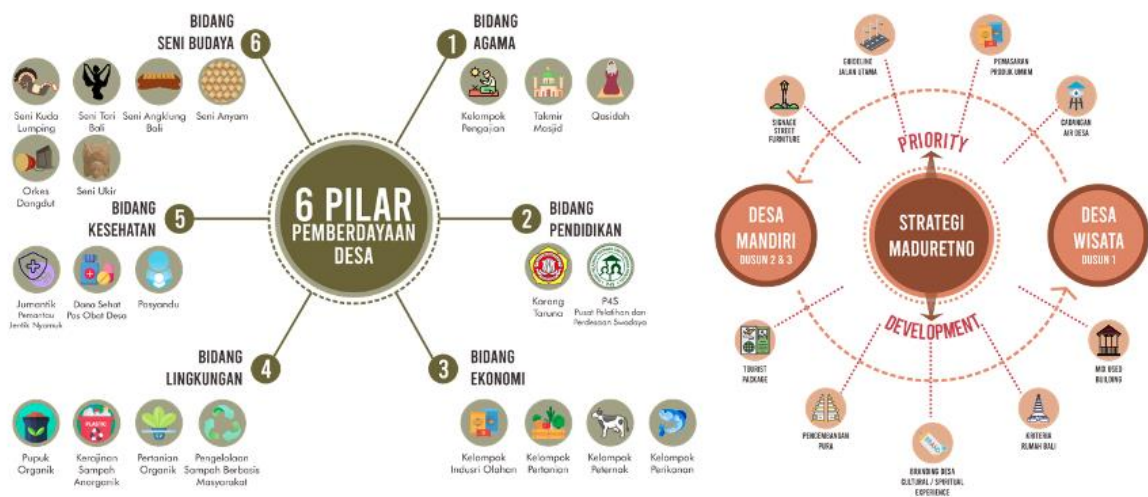 BIDANG
SENI BUDAYA
6
Seni Kuda
Lumping
Seni Tari
Bali
Seni Angklung
Bali
Seni Anyam
Orkes
Dangdut
Seni Ukir
1
BIDANG
AGAMA
Kelompok
Pengajian
Takmir
Masjid
Qasidah
6 PILAR
PEMBERDAYAAN
DESA
BIDANG
KESEHATAN
5
Jumantik
Pemantau
Jentik Nyamuk
Dana Sehat
Pos Obat Desa
Posyandu
2
BIDANG
PENDIDIKAN
Karang
Taruna
P4S
Pusat Pelatihan dan
Perdesaan Swadaya
BIDANG
LINGKUNGAN
4
PLASTIC
Pupuk
Organik
Kerajinan
Sampah
Anorganik
Pertanian
Organik
Pengelolaan
Sampah Berbasis
Masyarakat
3
BIDANG
EKONOMI
Kelompok
Indusri Olahan
Kelompok
Pertanian
Kelompok
Peternak
Kelompok
Perikanan
GUIDELINE
JALAN UTAMA
PEMASARAN
PRODUK UMKM
SIGNAGE
STREET
FURNITURE
CADANGAN
AIR DESA
PRIORITY
DESA
MANDIRI
DUSUN 2 & 3
STRATEGI
MADURETNO
DESA
WISATA
DUSUN 1
DEVELOPMENT
TOURIST
PACKAGE
MIX USED
BUILDING
PENGEMBANGAN
PURA
KRITERIA
RUMAH BALI
BRAND
BRANDING DESA
CULTURAL / SPIRITUAL
EXPERIENCE